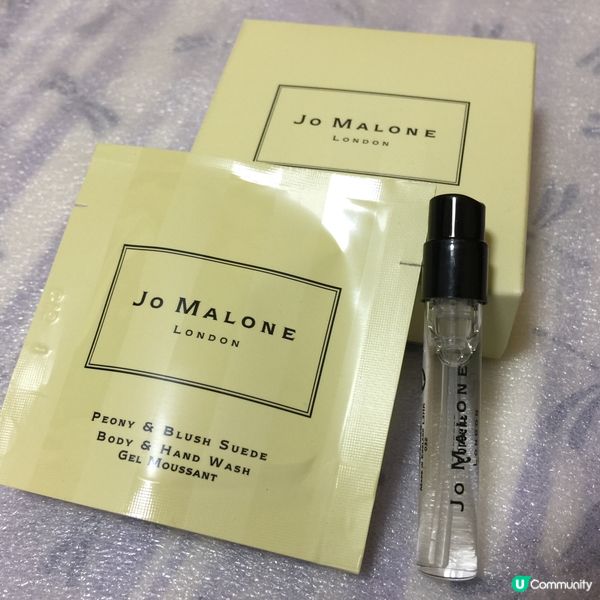 JO MALONE
LONDON
JO MALONE
LONDON
PEONY & BLUSH SUEDE
BODY & HAND WASH
GEL MOUSSANT
JO MALONE
LONDON
U Community